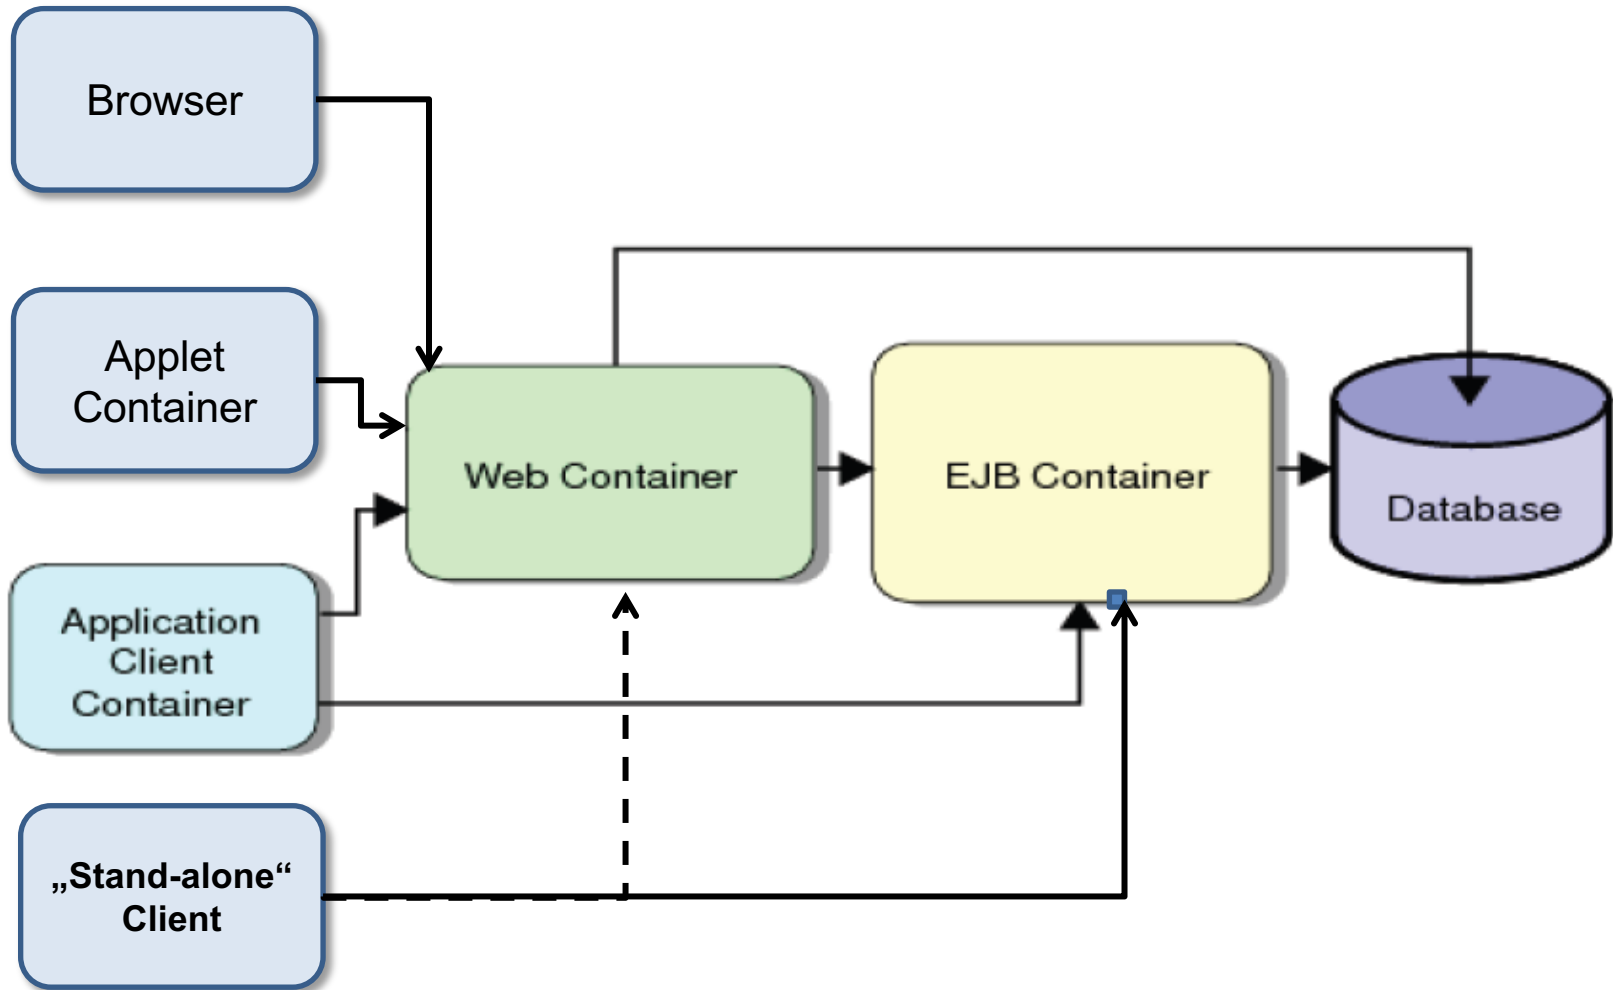 Browser
Applet
Container
Web Container
EJB Container
Database
Application
Client
Container
„Stand-alone“
Client